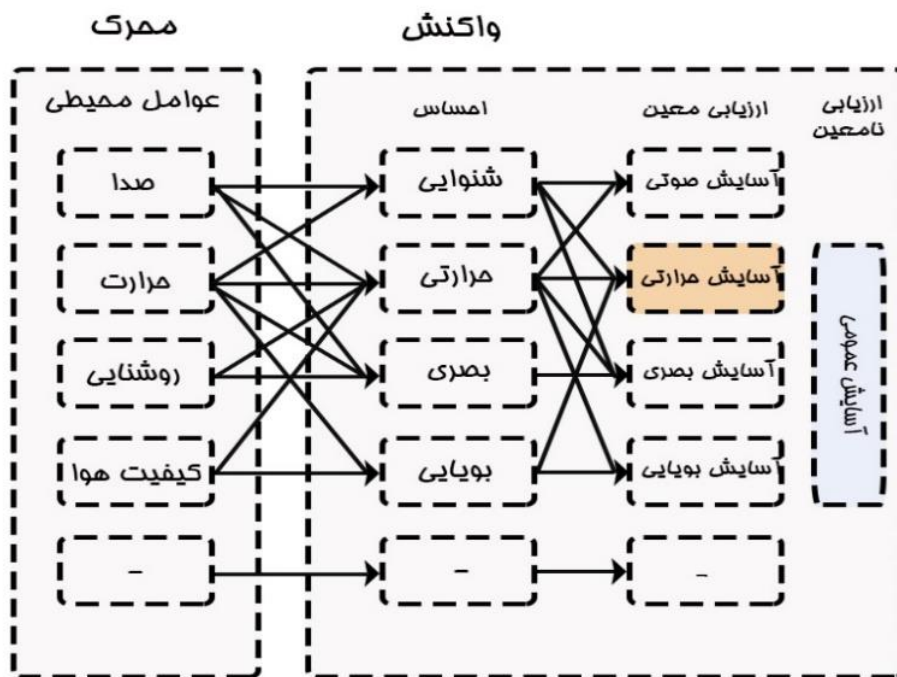 محرک
واکنش
عوامل محیطی
صدا
حرارت
روشنایی
کیفیت هوا
-
احساس
شنوایی
حرارتی
بصری
بویایی
-
ارزیابی معین
آسایش صوتی
آسایش حرارتی
آسایش بصری
آسایش بویایی
-
ارزیابی
نامعین
آسایش عمومی